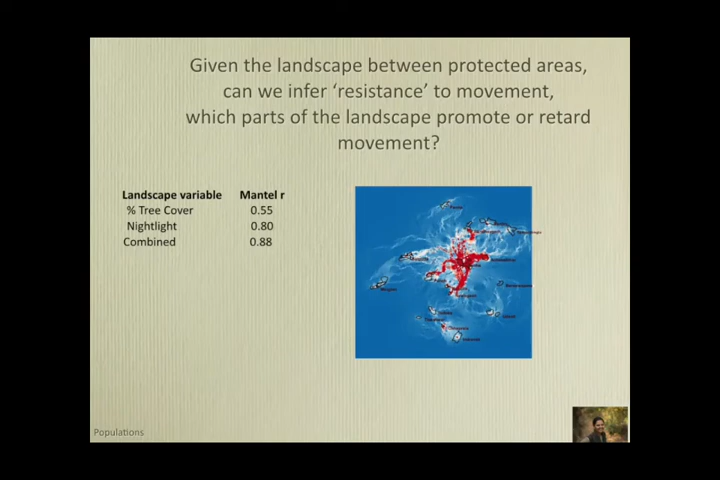 Given the landscape between protected areas,
can we infer ‘resistance’ to movement,
which parts of the landscape promote or retard
movement?
Landscape variable Mantel r
% Tree Cover 0.55
Nightlight 0.80
Combined 0.88
Populations